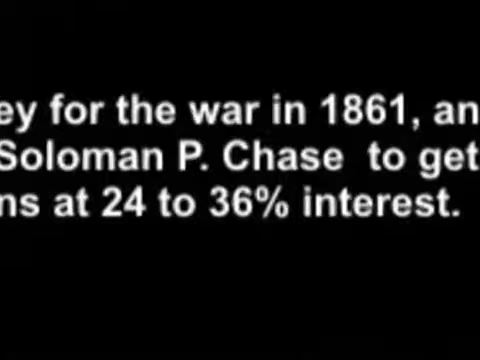 ey for the war in 1861, an
Soloman P. Chase to get
ns at 24 to 36% interest.